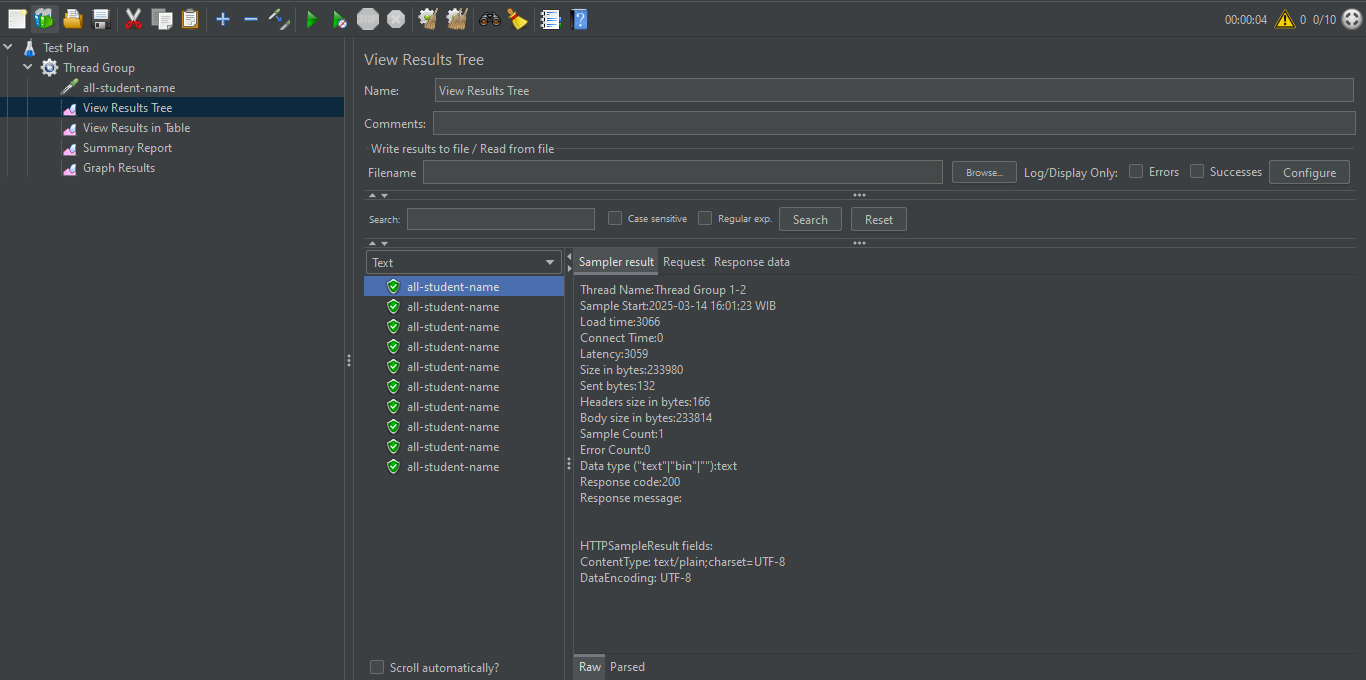 00:00:04 0 0/10
Test Plan
Thread Group
all-student-name
View Results Tree
View Results in Table
Summary Report
Graph Results
View Results Tree
Name: View Results Tree
Comments:
Write results to file / Read from file
Filename Browse... Log/Display Only: Errors Successes Configure
Search: Case sensitive Regular exp. Search Reset
Text
all-student-name
all-student-name
all-student-name
all-student-name
all-student-name
all-student-name
all-student-name
all-student-name
all-student-name
all-student-name
Scroll automatically?
Sampler result Request Response data
Thread Name:Thread Group 1-2
Sample Start:2025-03-14 16:01:23 WIB
Load time:3066
Connect Time:0
Latency:3059
Size in bytes:233980
Sent bytes:132
Headers size in bytes:166
Body size in bytes:233814
Sample Count:1
Error Count:0
Data type ("text"|"bin"|""):text
Response code:200
Response message:
HTTPSampleResult fields:
ContentType: text/plain;charset=UTF-8
DataEncoding: UTF-8
Raw Parsed